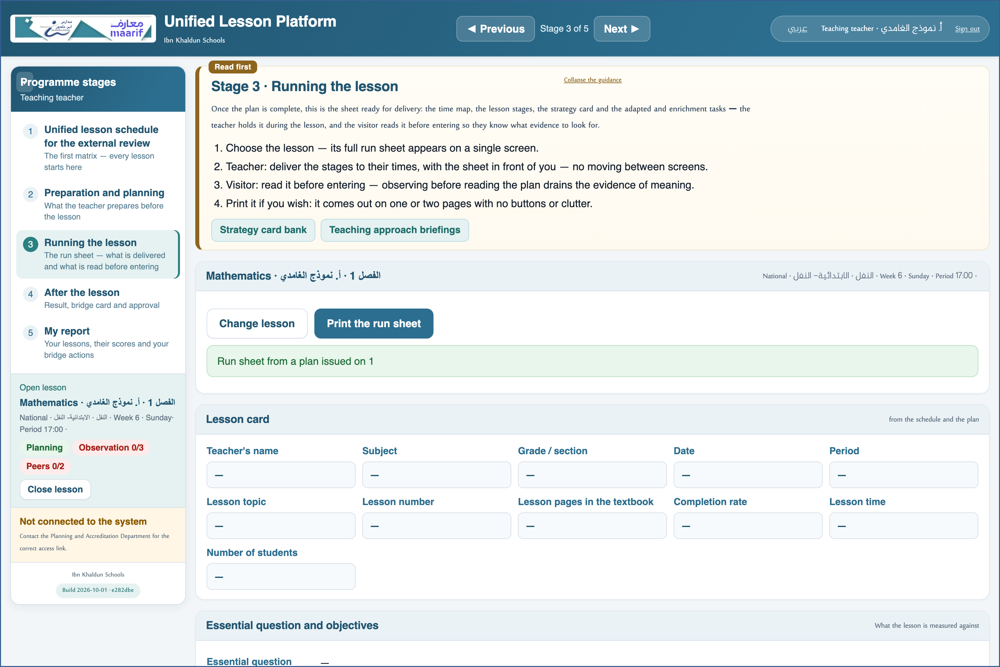 مدارس
ابن خلدون
Ibn Khaldun Schools
معارف
maarif
Unified Lesson Platform
Ibn Khaldun Schools
◀ Previous
Stage 3 of 5
Next ▶
عربي
Teaching teacher · أ. نموذج الغامدي
Sign out
Programme stages
Teaching teacher
1
Unified lesson schedule
for the external review
The first matrix — every lesson
starts here
2
Preparation and planning
What the teacher prepares before
the lesson
3
Running the lesson
The run sheet — what is delivered
and what is read before entering
4
After the lesson
Result, bridge card and approval
5
My report
Your lessons, their scores and your
bridge actions
Open lesson
Mathematics · الفصل 1 · أ. نموذج الغامدي
National · النفل · الابتدائية- النفل · Week 6 · Sunday·
Period 17:00 ·
Planning
Observation 0/3
Peers 0/2
Close lesson
Not connected to the system
Contact the Planning and Accreditation Department for the
correct access link.
Ibn Khaldun Schools
Build 2026-10-01 · e282dbe
Read first
Stage 3 · Running the lesson
Collapse the guidance
Once the plan is complete, this is the sheet ready for delivery: the time map, the lesson stages, the strategy card and the adapted and enrichment tasks — the
teacher holds it during the lesson, and the visitor reads it before entering so they know what evidence to look for.
1. Choose the lesson — its full run sheet appears on a single screen.
2. Teacher: deliver the stages to their times, with the sheet in front of you — no moving between screens.
3. Visitor: read it before entering — observing before reading the plan drains the evidence of meaning.
4. Print it if you wish: it comes out on one or two pages with no buttons or clutter.
Strategy card bank
Teaching approach briefings
Mathematics · الفصل 1 · أ. نموذج الغامدي
National · النفل · الابتدائية- النفل · Week 6 · Sunday · Period 17:00 ·
Change lesson
Print the run sheet
Run sheet from a plan issued on 1
Lesson card
from the schedule and the plan
Teacher's name
Subject
Grade / section
Date
Period
—
—
—
—
—
Lesson topic
Lesson number
Lesson pages in the textbook
Completion rate
Lesson time
—
—
—
—
—
Number of students
—
Essential question and objectives
What the lesson is measured against
Essential question
—